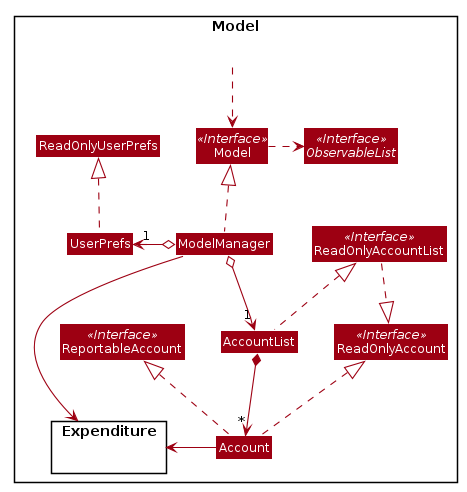 Model
ReadOnlyUserPrefs
«Interface»
Model
«Interface»
ObservableList
UserPrefs
1
ModelManager
«Interface»
ReadOnlyAccountList
1
«Interface»
ReportableAccount
AccountList
«Interface»
ReadOnlyAccount
*
Expenditure
Account